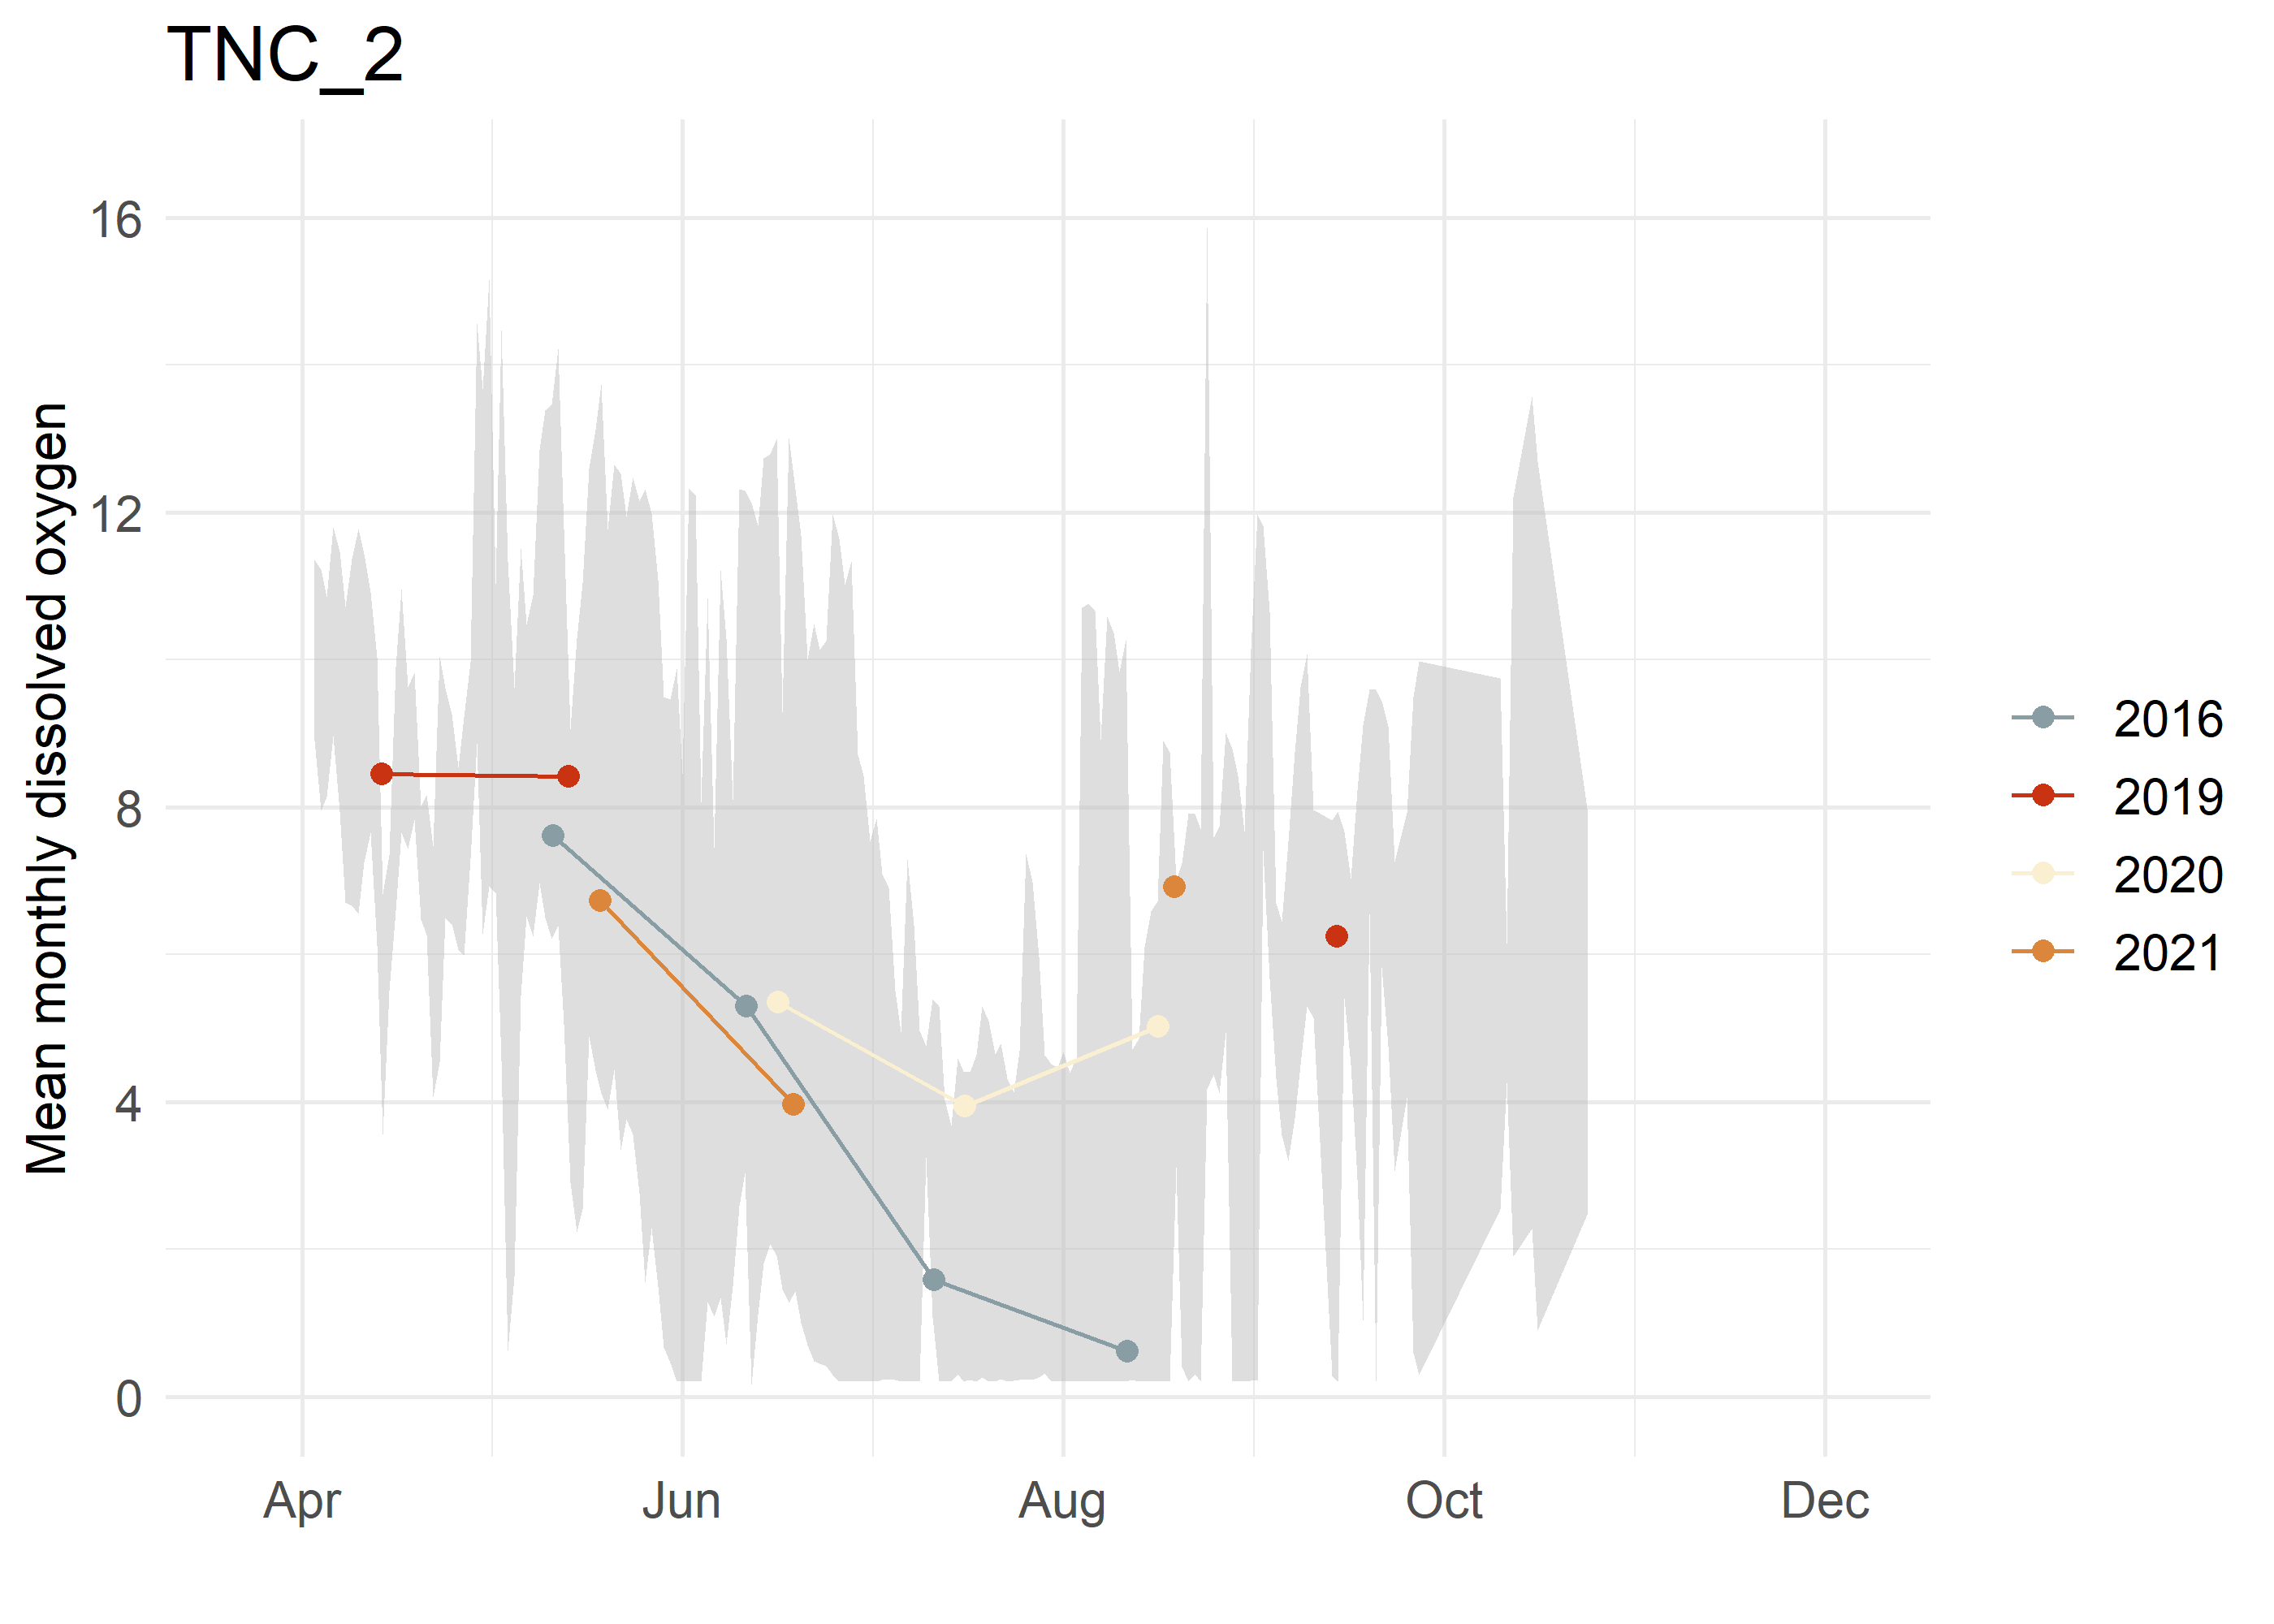 TNC_2
Mean monthly dissolved oxygen
16
12
8
4
0
Apr
Jun
Aug
Oct
Dec
2016
2019
2020
2021